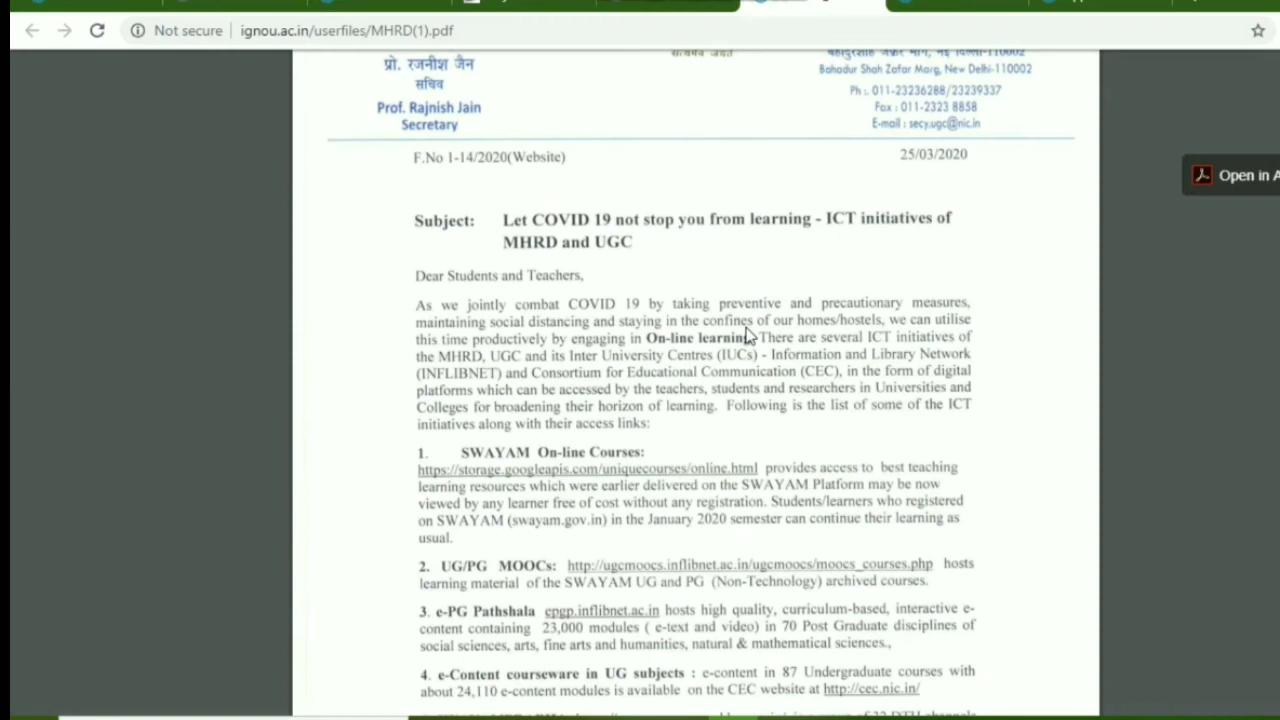 Not secure ignou.ac.in/userfiles/MHRD(1).pdf
प्रो. रजनीश जैन
सचिव
Prof. Rajnish Jain
Secretary
सत्यमेव जयते
बहादुरशाह ज़फ़र मार्ग, नई दिल्ली-110002
Bahadur Shah Zafar Marg, New Delhi-110002
Ph :. 011-23236288/23239337
Fax : 011-2323 8858
E-mail : secy.ugc@nic.in
F.No 1-14/2020(Website)
25/03/2020
Open in A
Subject: Let COVID 19 not stop you from learning - ICT initiatives of
MHRD and UGC
Dear Students and Teachers,
As we jointly combat COVID 19 by taking preventive and precautionary measures,
maintaining social distancing and staying in the confines of our homes/hostels, we can utilise
this time productively by engaging in On-line learning. There are several ICT initiatives of
the MHRD, UGC and its Inter University Centres (IUCs) - Information and Library Network
(INFLIBNET) and Consortium for Educational Communication (CEC), in the form of digital
platforms which can be accessed by the teachers, students and researchers in Universities and
Colleges for broadening their horizon of learning. Following is the list of some of the ICT
initiatives along with their access links:
1. SWAYAM On-line Courses:
https://storage.googleapis.com/uniquecourses/online.html provides access to best teaching
learning resources which were earlier delivered on the SWAYAM Platform may be now
viewed by any learner free of cost without any registration. Students/learners who registered
on SWAYAM (swayam.gov.in) in the January 2020 semester can continue their learning as
usual.
2. UG/PG MOOCs: http://ugcmoocs.inflibnet.ac.in/ugcmoocs/moocs_courses.php hosts
learning material of the SWAYAM UG and PG (Non-Technology) archived courses.
3. e-PG Pathshala epgp.inflibnet.ac.in hosts high quality, curriculum-based, interactive e-
content containing 23,000 modules ( e-text and video) in 70 Post Graduate disciplines of
social sciences, arts, fine arts and humanities, natural & mathematical sciences.,
4. e-Content courseware in UG subjects : e-content in 87 Undergraduate courses with
about 24,110 e-content modules is available on the CEC website at http://cec.nic.in/